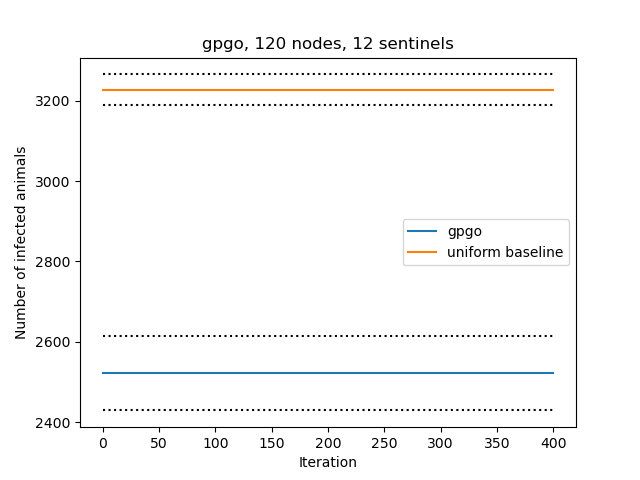 gpgo, 120 nodes, 12 sentinels
Number of infected animals
3200
3000
2800
2600
2400
gpgo
uniform baseline
0 50 100 150 200 250 300 350 400
Iteration